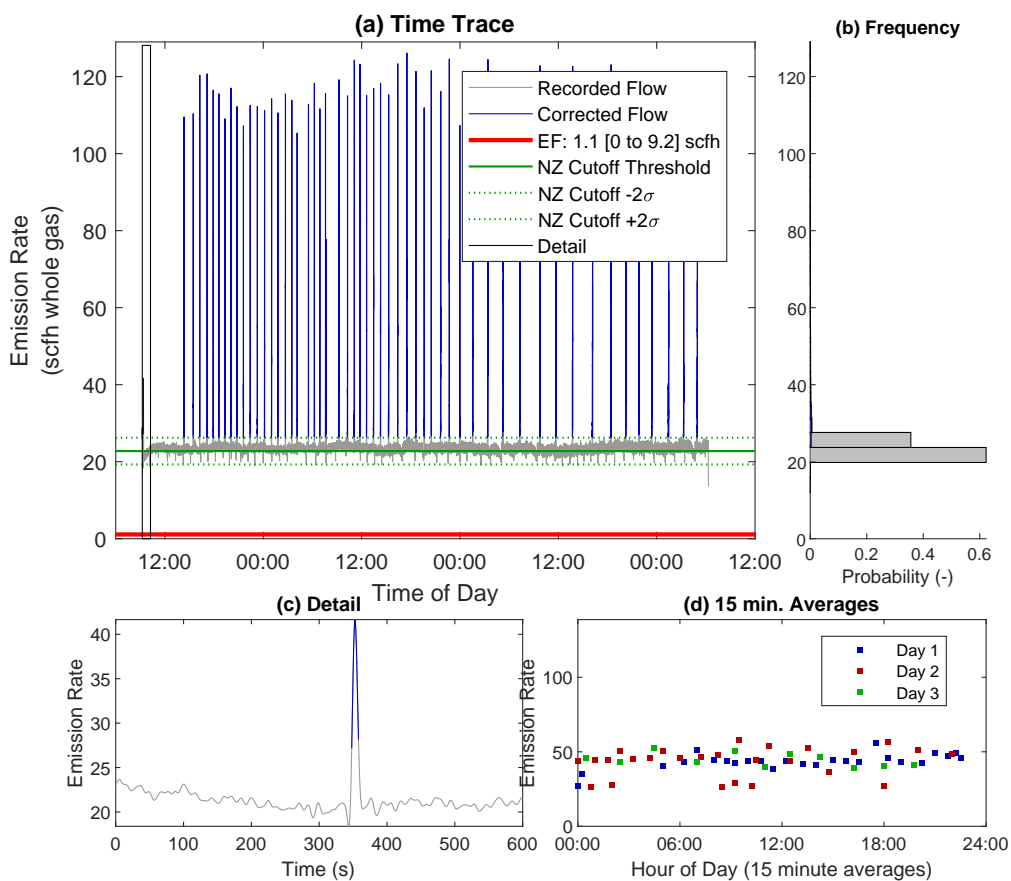 (a) Time Trace
Emission Rate
(scfh whole gas)
120
100
80
60
40
20
0
12:00
00:00
12:00
00:00
12:00
00:00
12:00
Time of Day
Recorded Flow
Corrected Flow
EF: 1.1 [0 to 9.2] scfh
NZ Cutoff Threshold
NZ Cutoff -2σ
NZ Cutoff +2σ
Detail
(b) Frequency
120
100
80
60
40
20
0
0
0.2
0.4
0.6
Probability (-)
(c) Detail
Emission Rate
40
35
30
25
20
0
100
200
300
400
500
600
Time (s)
(d) 15 min. Averages
Emission Rate
100
50
0
00:00
06:00
12:00
18:00
24:00
Hour of Day (15 minute averages)
Day 1
Day 2
Day 3